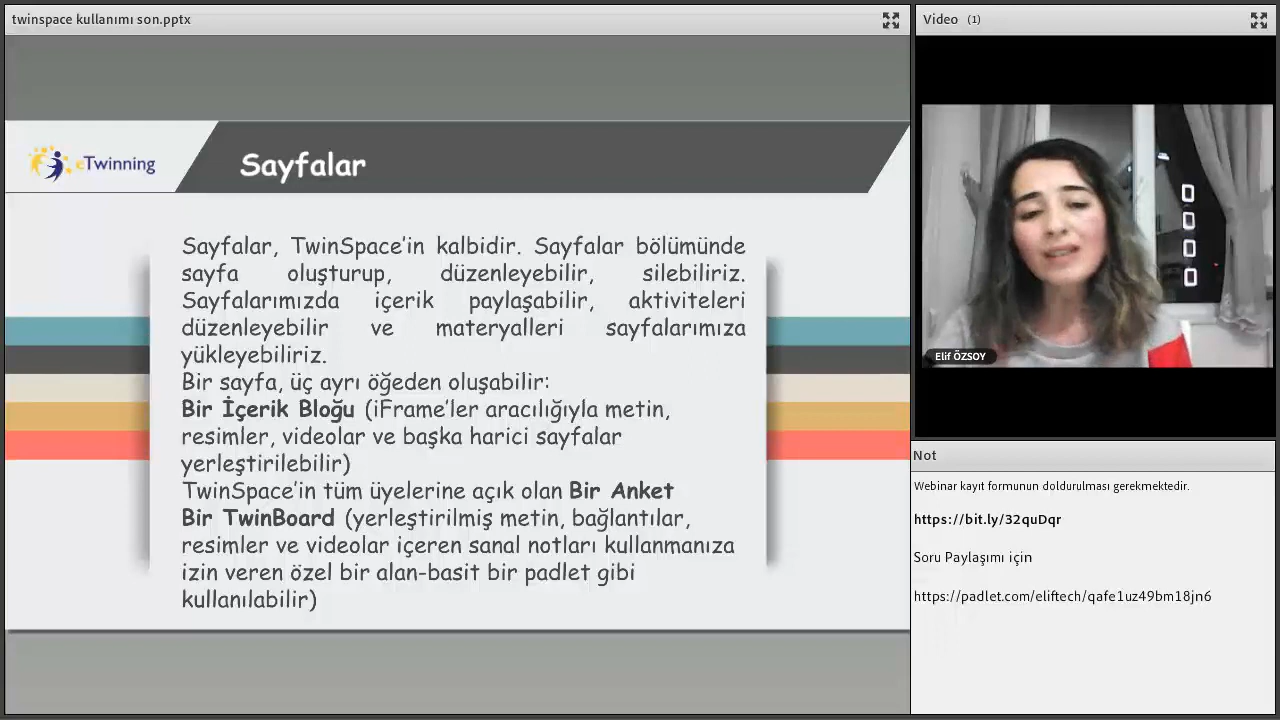 twinspace kullanımı son.pptx
eTwinning
Sayfalar
Sayfalar, TwinSpace’in kalbidir. Sayfalar bölümünde
sayfa oluşturup, düzenleyebilir, silebiliriz.
Sayfalarımızda içerik paylaşabilir, aktiviteleri
düzenleyebilir ve materyalleri sayfalarımıza
yükleyebiliriz.
Bir sayfa, üç ayrı öğeden oluşabilir:
Bir İçerik Bloğu (iFrame’ler aracılığıyla metin,
resimler, videolar ve başka harici sayfalar
yerleştirilebilir)
TwinSpace’in tüm üyelerine açık olan Bir Anket
Bir TwinBoard (yerleştirilmiş metin, bağlantılar,
resimler ve videolar içeren sanal notları kullanmanıza
izin veren özel bir alan-basit bir padlet gibi
kullanılabilir)
Video (1)
Elif ÖZSOY
Not
Webinar kayıt formunun doldurulması gerekmektedir.
https://bit.ly/32quDqr
Soru Paylaşımı için
https://padlet.com/eliftech/qafe1uz49bm18jn6